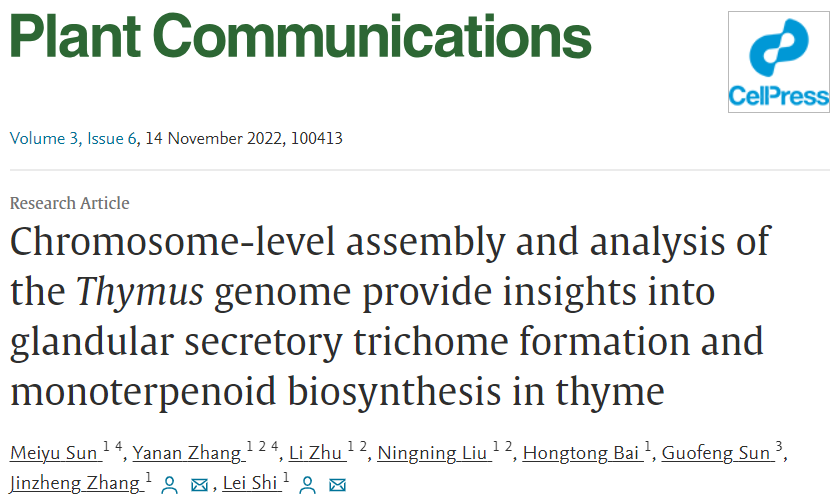 Plant Communications
CellPress
Volume 3, Issue 6, 14 November 2022, 100413
Research Article
Chromosome-level assembly and analysis of
the Thymus genome provide insights into
glandular secretory trichome formation and
monoterpenoid biosynthesis in thyme
Meiyu Sun 1 4, Yanan Zhang 1 2 4, Li Zhu 1 2, Ningning Liu 1 2, Hongtong Bai 1, Guofeng Sun 3,
Jinzheng Zhang 1, Lei Shi 1